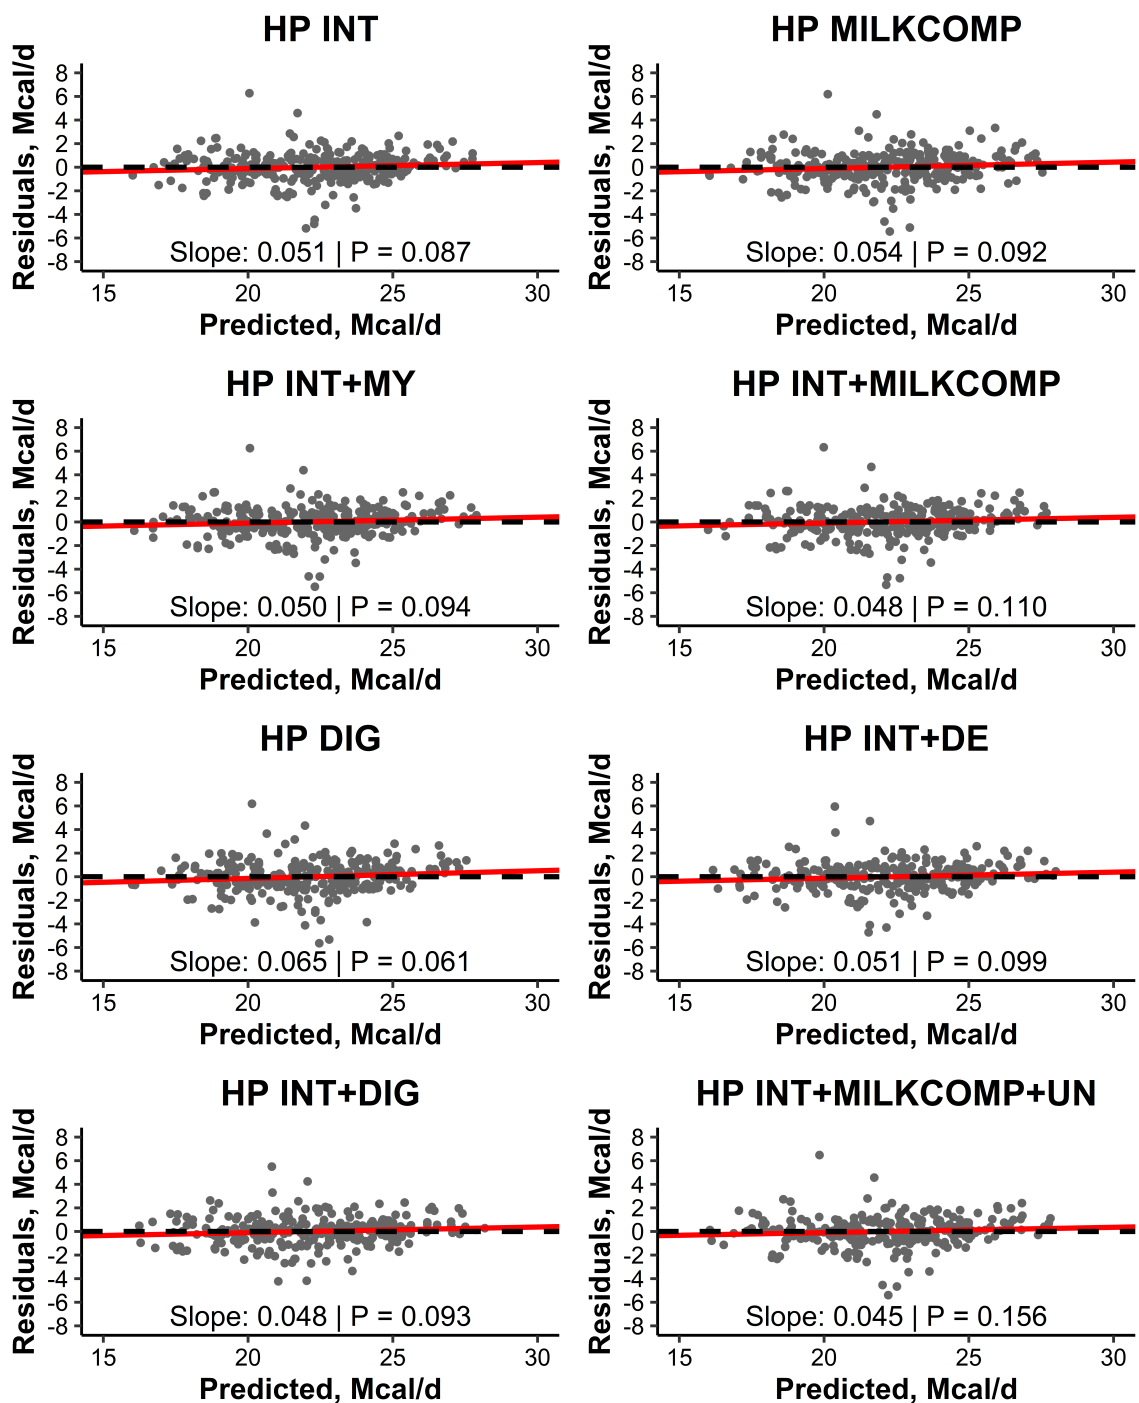 HP INT
Residuals, Mcal/d
8
6
4
2
0
-2
-4
-6
-8
Slope: 0.051 | P = 0.087
15 20 25 30
Predicted, Mcal/d
HP MILKCOMP
Residuals, Mcal/d
8
6
4
2
0
-2
-4
-6
-8
Slope: 0.054 | P = 0.092
15 20 25 30
Predicted, Mcal/d
HP INT+MY
Residuals, Mcal/d
8
6
4
2
0
-2
-4
-6
-8
Slope: 0.050 | P = 0.094
15 20 25 30
Predicted, Mcal/d
HP INT+MILKCOMP
Residuals, Mcal/d
8
6
4
2
0
-2
-4
-6
-8
Slope: 0.048 | P = 0.110
15 20 25 30
Predicted, Mcal/d
HP DIG
Residuals, Mcal/d
8
6
4
2
0
-2
-4
-6
-8
Slope: 0.065 | P = 0.061
15 20 25 30
Predicted, Mcal/d
HP INT+DE
Residuals, Mcal/d
8
6
4
2
0
-2
-4
-6
-8
Slope: 0.051 | P = 0.099
15 20 25 30
Predicted, Mcal/d
HP INT+DIG
Residuals, Mcal/d
8
6
4
2
0
-2
-4
-6
-8
Slope: 0.048 | P = 0.093
15 20 25 30
Predicted, Mcal/d
HP INT+MILKCOMP+UN
Residuals, Mcal/d
8
6
4
2
0
-2
-4
-6
-8
Slope: 0.045 | P = 0.156
15 20 25 30
Predicted, Mcal/d